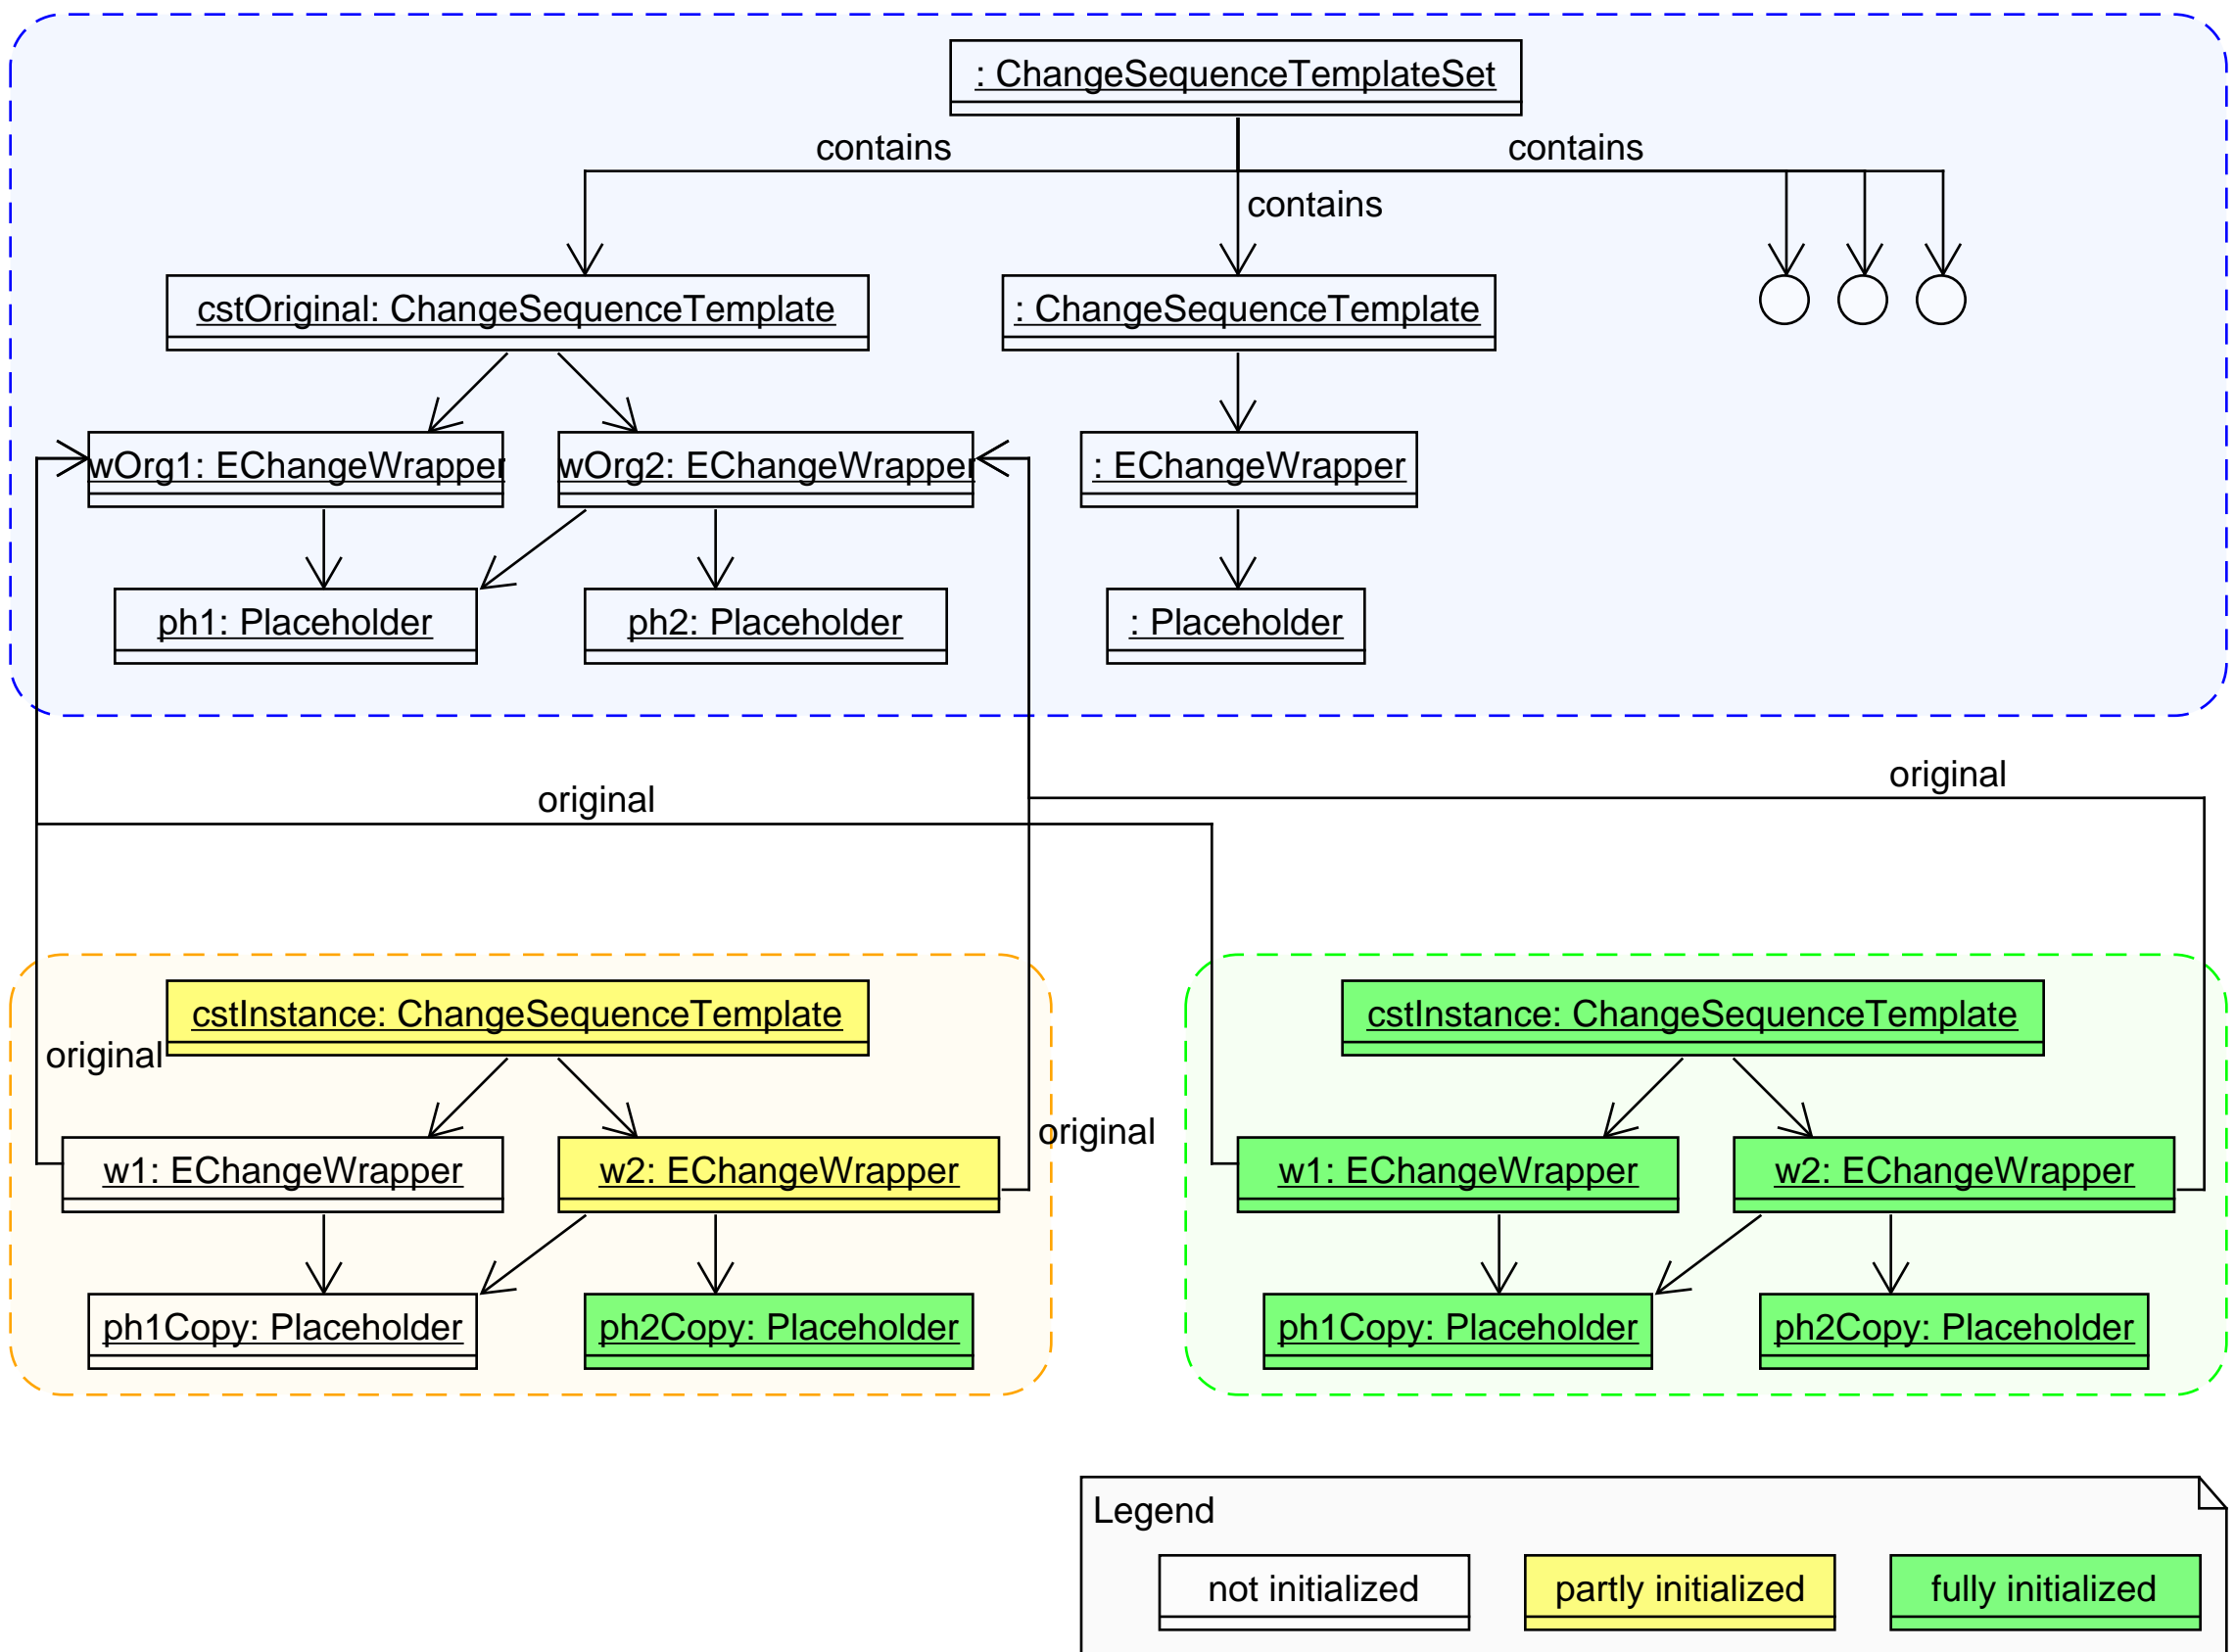 : ChangeSequenceTemplateSet
contains
contains
contains
cstOriginal: ChangeSequenceTemplate
: ChangeSequenceTemplate
wOrg1: EChangeWrapper
wOrg2: EChangeWrapper
: EChangeWrapper
ph1: Placeholder
ph2: Placeholder
: Placeholder
original
original
cstInstance: ChangeSequenceTemplate
cstInstance: ChangeSequenceTemplate
original
original
w1: EChangeWrapper
w2: EChangeWrapper
w1: EChangeWrapper
w2: EChangeWrapper
ph1Copy: Placeholder
ph2Copy: Placeholder
ph1Copy: Placeholder
ph2Copy: Placeholder
Legend
not initialized
partly initialized
fully initialized